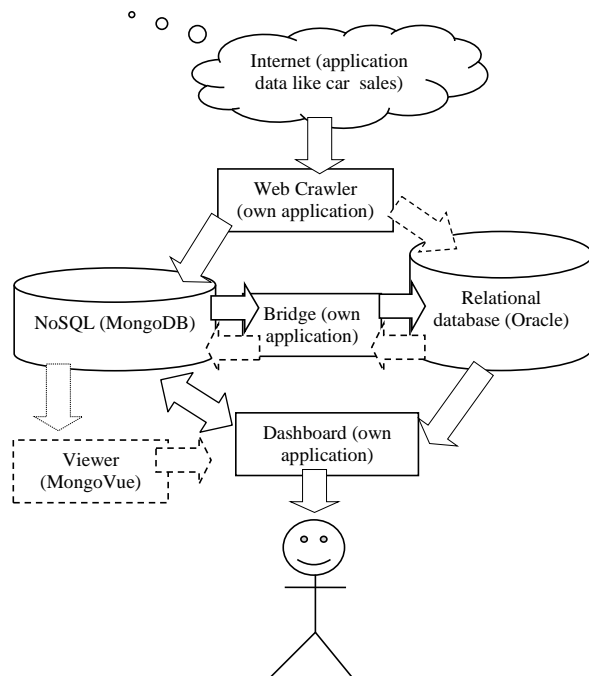 Internet (application
data like car sales)
Web Crawler
(own application)
NoSQL (MongoDB)
Bridge (own
application)
Relational
database (Oracle)
Viewer
(MongoVue)
Dashboard (own
application)